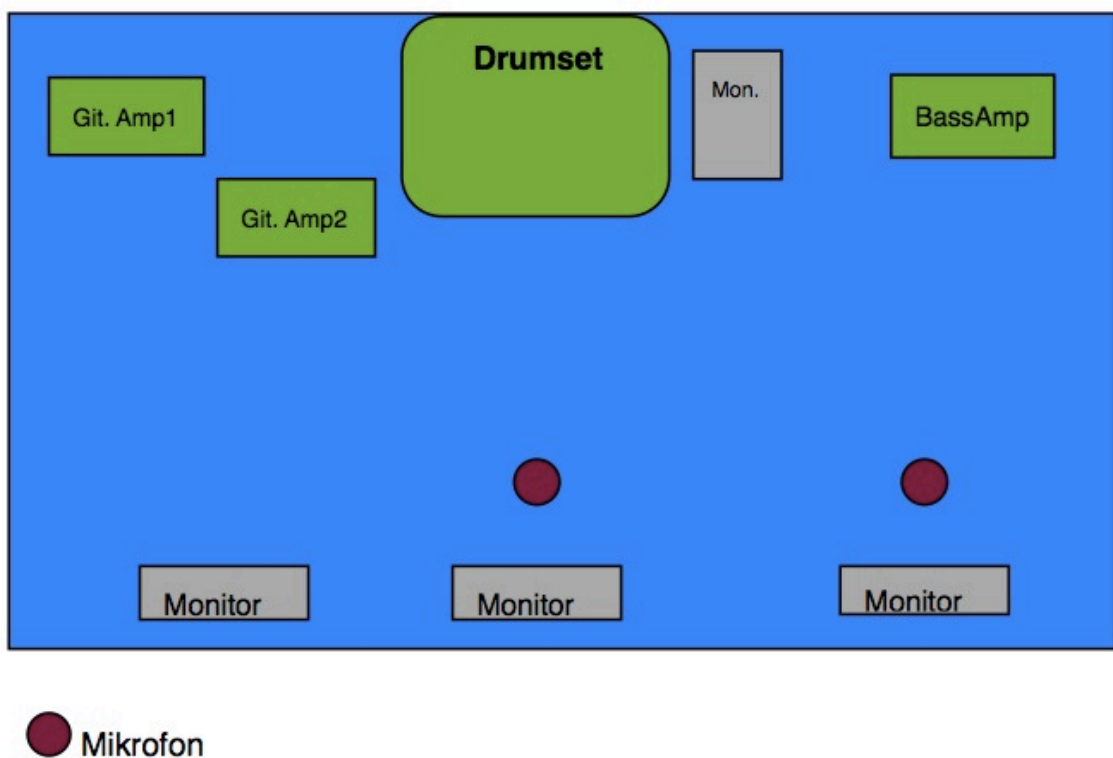 Drumset
Mon.
Git. Amp1
BassAmp
Git. Amp2
Monitor
Monitor
Monitor
Mikrofon